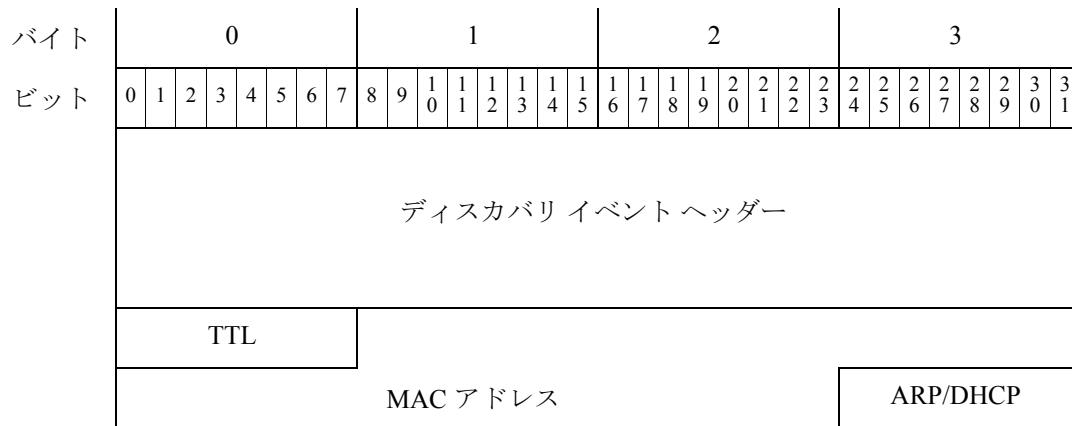 バイト 0 1 2 3
ビット 0 1 2 3 4 5 6 7 8 9 10 11 12 13 14 15 16 17 18 19 20 21 22 23 24 25 26 27 28 29 30 31
ディスカバリ イベント ヘッダー
TTL
MAC アドレス ARP/DHCP